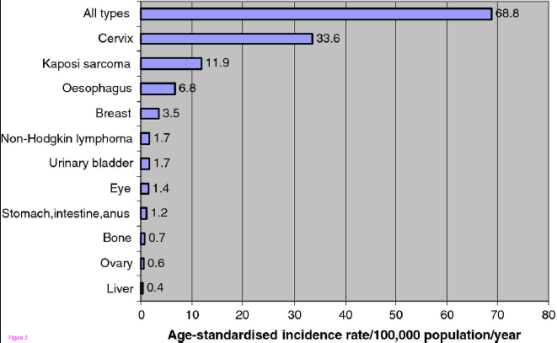 All types 68.8
Cervix 33.6
Kaposi sarcoma 11.9
Oesophagus 6.8
Breast 3.5
Non-Hodgkin lymphoma 1.7
Urinary bladder 1.7
Eye 1.4
Stomach,intestine,anus 1.2
Bone 0.7
Ovary 0.6
Liver 0.4
0 10 20 30 40 50 60 70 80
Age-standardised incidence rate/100,000 population/year
Figure 2